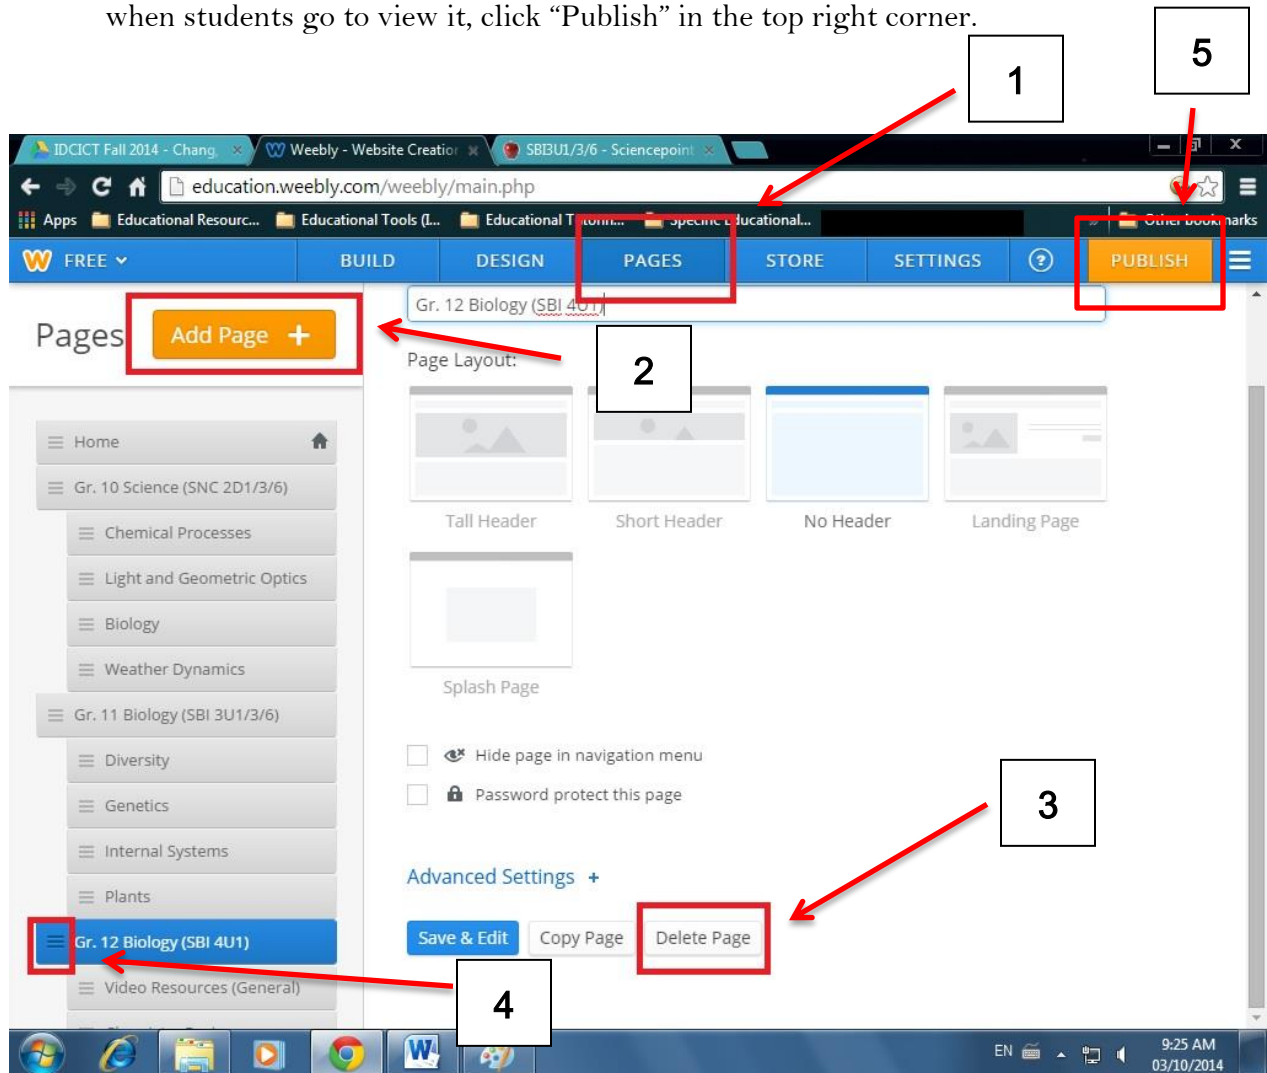 when students go to view it, click “Publish” in the top right corner.
1
5
IDCICT Fall 2014 - Chang
Weebly - Website Creation
SBI3U1/3/6 - Sciencepoint
education.weebly.com/weebly/main.php
Apps
Educational Resourc...
Educational Tools (I...
Educational
Specific Educational...
Other bookmarks
FREE
BUILD
DESIGN
PAGES
STORE
SETTINGS
PUBLISH
Pages
Add Page +
Gr. 12 Biology (SBI 4U1)
2
Page Layout:
Tall Header
Short Header
No Header
Landing Page
Splash Page
Home
Gr. 10 Science (SNC 2D1/3/6)
Chemical Processes
Light and Geometric Optics
Biology
Weather Dynamics
Gr. 11 Biology (SBI 3U1/3/6)
Diversity
Genetics
Internal Systems
Plants
Gr. 12 Biology (SBI 4U1)
Video Resources (General)
Hide page in navigation menu
Password protect this page
3
Advanced Settings +
Save & Edit
Copy Page
Delete Page
4
EN
9:25 AM
03/10/2014